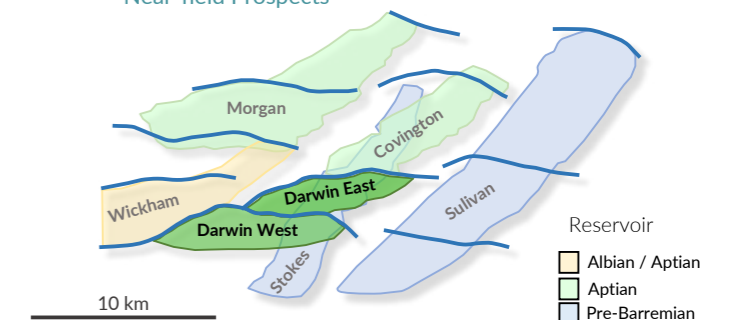 Near-field Prospects
Morgan
Covington
Wickham
Darwin East
Darwin West
Sulivan
Stokes
Reservoir
Albian / Aptian
Aptian
Pre-Barremian
10 km